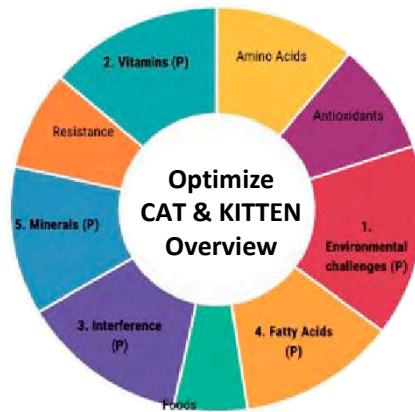 2. Vitamins (P)
Amino Acids
Resistance
Antioxidants
Optimize
CAT & KITTEN
Overview
5. Minerals (P)
1.
Environmental
challenges (P)
3. Interference
(P)
4. Fatty Acids
(P)
Foods